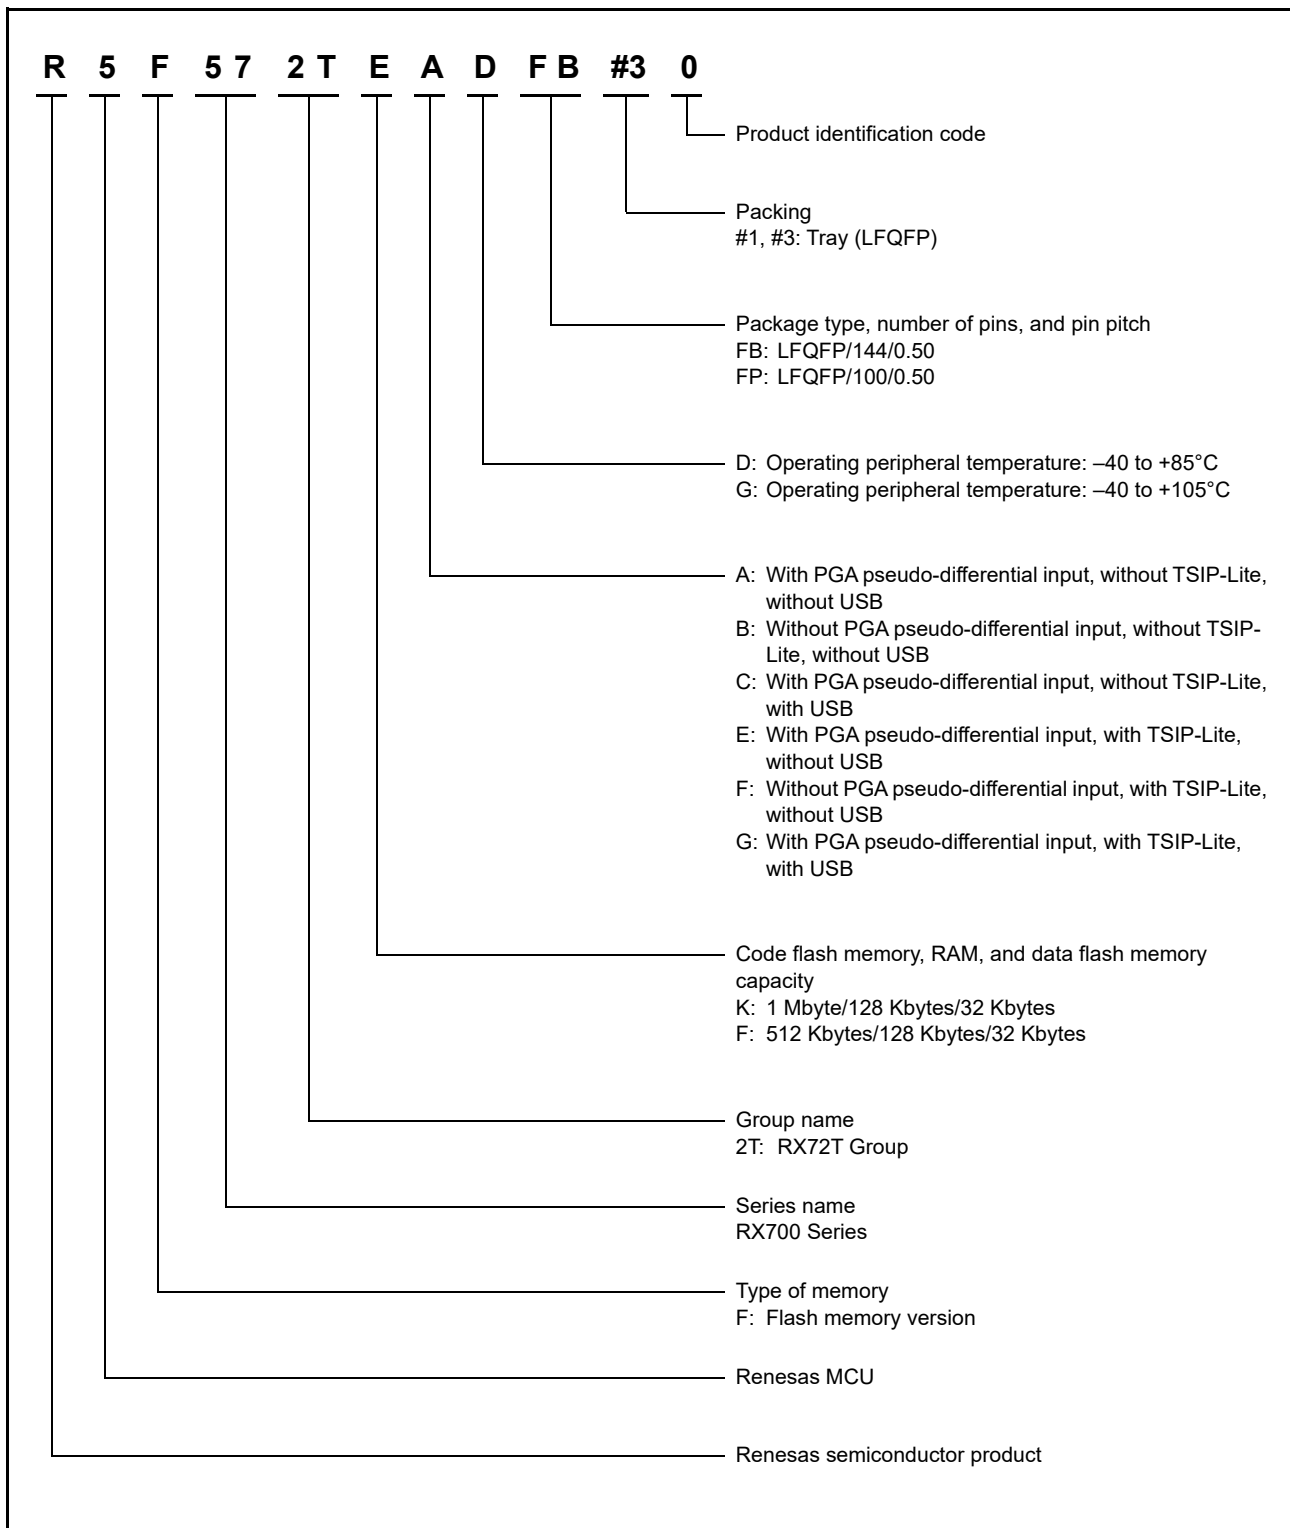 R 5 F 5 7 2 T E A D F B #3 0
Product identification code
Packing
#1, #3: Tray (LFQFP)
Package type, number of pins, and pin pitch
FB: LFQFP/144/0.50
FP: LFQFP/100/0.50
D: Operating peripheral temperature: –40 to +85°C
G: Operating peripheral temperature: –40 to +105°C
A: With PGA pseudo-differential input, without TSIP-Lite,
without USB
B: Without PGA pseudo-differential input, without TSIP-
Lite, without USB
C: With PGA pseudo-differential input, without TSIP-Lite,
with USB
E: With PGA pseudo-differential input, with TSIP-Lite,
without USB
F: Without PGA pseudo-differential input, with TSIP-Lite,
without USB
G: With PGA pseudo-differential input, with TSIP-Lite,
with USB
Code flash memory, RAM, and data flash memory
capacity
K: 1 Mbyte/128 Kbytes/32 Kbytes
F: 512 Kbytes/128 Kbytes/32 Kbytes
Group name
2T: RX72T Group
Series name
RX700 Series
Type of memory
F: Flash memory version
Renesas MCU
Renesas semiconductor product